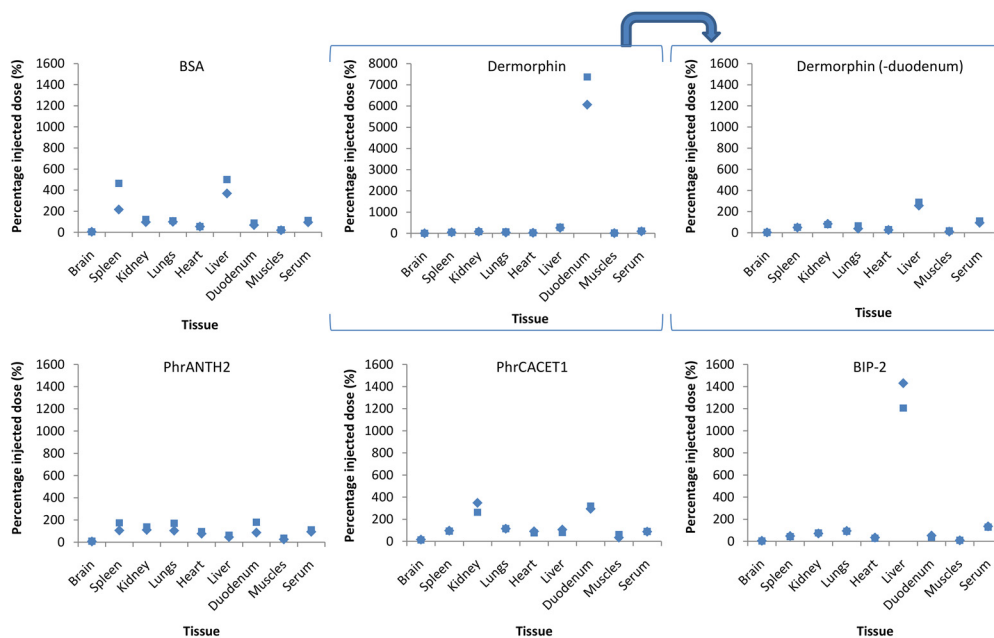 BSA
Percentage injected dose (%)
1600
1400
1200
1000
800
600
400
200
0
Brain
Spleen
Kidney
Lungs
Heart
Liver
Duodenum
Muscles
Serum
Tissue
Dermorphin
Percentage injected dose (%)
8000
7000
6000
5000
4000
3000
2000
1000
0
Brain
Spleen
Kidney
Lungs
Heart
Liver
Duodenum
Muscles
Serum
Tissue
Dermorphin (-duodenum)
Percentage injected dose (%)
1600
1400
1200
1000
800
600
400
200
0
Brain
Spleen
Kidney
Lungs
Heart
Liver
Muscles
Serum
Tissue
PhrANTH2
Percentage injected dose (%)
1600
1400
1200
1000
800
600
400
200
0
Brain
Spleen
Kidney
Lungs
Heart
Liver
Duodenum
Muscles
Serum
Tissue
PhrCACET1
Percentage injected dose (%)
1600
1400
1200
1000
800
600
400
200
0
Brain
Spleen
Kidney
Lungs
Heart
Liver
Duodenum
Muscles
Serum
Tissue
BIP-2
Percentage injected dose (%)
1600
1400
1200
1000
800
600
400
200
0
Brain
Spleen
Kidney
Lungs
Heart
Liver
Duodenum
Muscles
Serum
Tissue